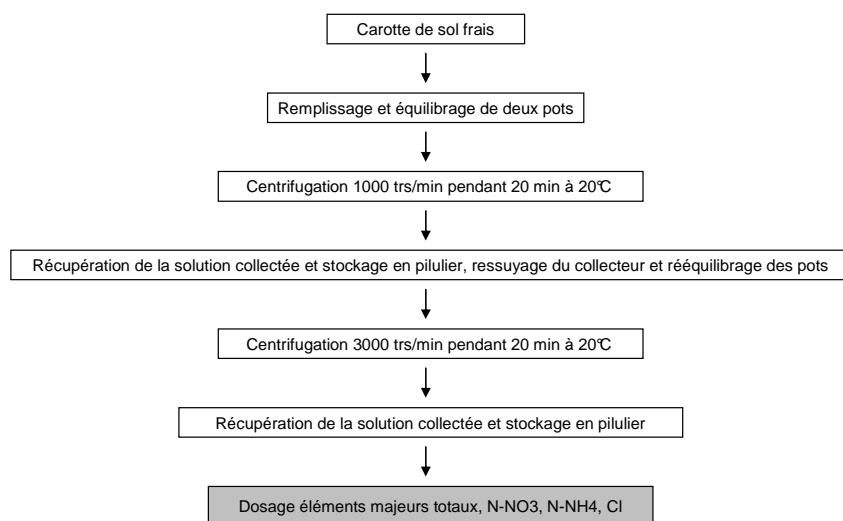 Carotte de sol frais
Remplissage et équilibrage de deux pots
Centrifugation 1000 trs/min pendant 20 min à 20°C
Récupération de la solution collectée et stockage en pilulier, ressuyage du collecteur et rééquilibrage des pots
Centrifugation 3000 trs/min pendant 20 min à 20°C
Récupération de la solution collectée et stockage en pilulier
Dosage éléments majeurs totaux, N-NO3, N-NH4, Cl